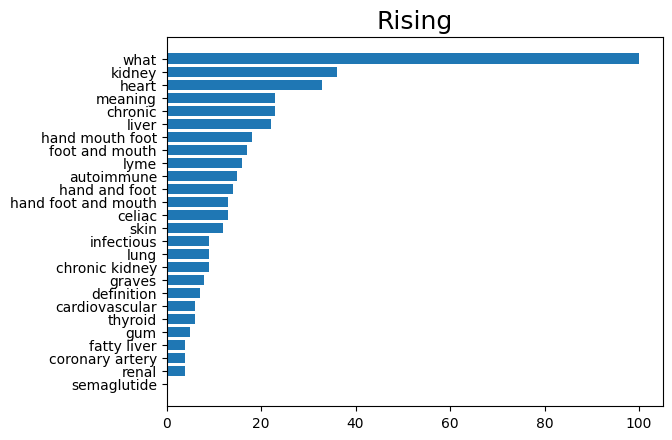 Rising
what
kidney
heart
meaning
chronic
liver
hand mouth foot
foot and mouth
lyme
autoimmune
hand and foot
hand foot and mouth
celiac
skin
infectious
lung
chronic kidney
graves
definition
cardiovascular
thyroid
gum
fatty liver
coronary artery
renal
semaglutide
0 20 40 60 80 100